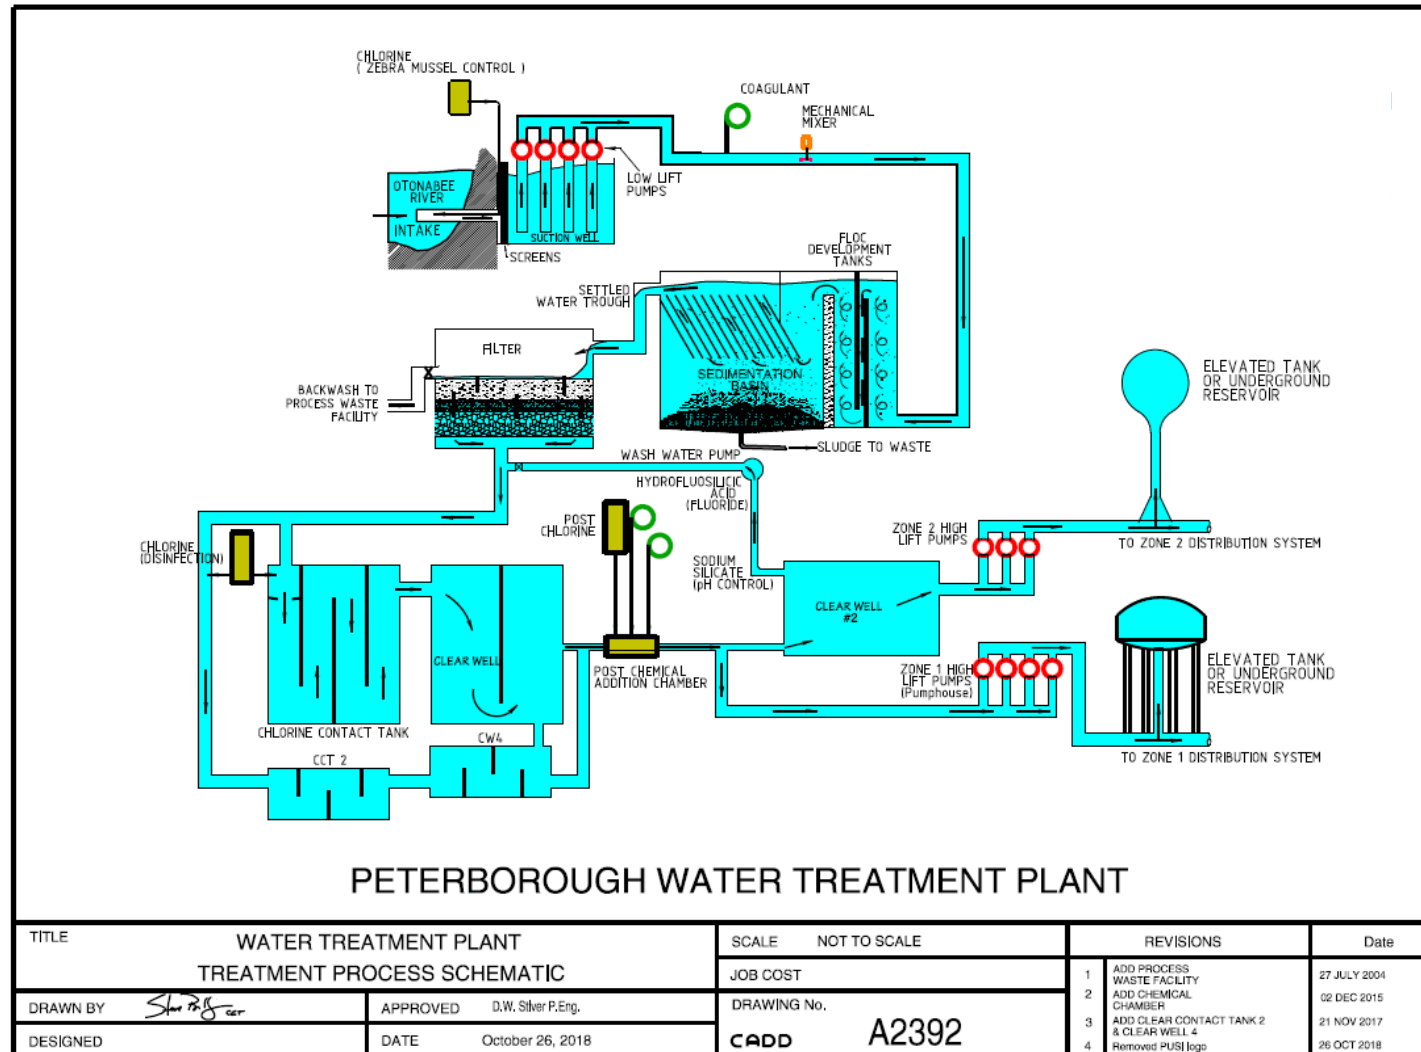 CHLORINE
( ZEBRA MUSSEL CONTROL )
COAGULANT
MECHANICAL
MIXER
LOW LIFT
PUMPS
OTONABEE
RIVER
INTAKE
SUCTION WELL
SCREENS
FLOC
DEVELOPMENT
TANKS
SETTLED
WATER TROUGH
FILTER
SEDIMENTATION
BASIN
BACKWASH TO
PROCESS WASTE
FACILITY
SLUDGE TO WASTE
ELEVATED TANK
OR UNDERGROUND
RESERVOIR
WASH WATER PUMP
HYDROFLUOSILICIC
ACID
(FLUORIDE)
POST
CHLORINE
ZONE 2 HIGH
LIFT PUMPS
TO ZONE 2 DISTRIBUTION SYSTEM
CHLORINE
(DISINFECTION)
SODIUM
SILICATE
(pH CONTROL)
CLEAR WELL
#2
CLEAR WELL
POST CHEMICAL
ADDITION CHAMBER
ZONE 1 HIGH
LIFT PUMPS
(Pumphouse)
ELEVATED TANK
OR UNDERGROUND
RESERVOIR
CHLORINE CONTACT TANK
CW4
CCT 2
TO ZONE 1 DISTRIBUTION SYSTEM
PETERBOROUGH WATER TREATMENT PLANT
TITLE
WATER TREATMENT PLANT
TREATMENT PROCESS SCHEMATIC
SCALE NOT TO SCALE
JOB COST
REVISIONS Date
1 ADD PROCESS
WASTE FACILITY 27 JULY 2004
2 ADD CHEMICAL
CHAMBER 02 DEC 2015
3 ADD CLEAR CONTACT TANK 2
& CLEAR WELL 4 21 NOV 2017
4 Removed PUSI logo 26 OCT 2018
DRAWN BY
APPROVED D.W. Stiver P.Eng.
DRAWING No.
CADD A2392
DESIGNED
DATE October 26, 2018